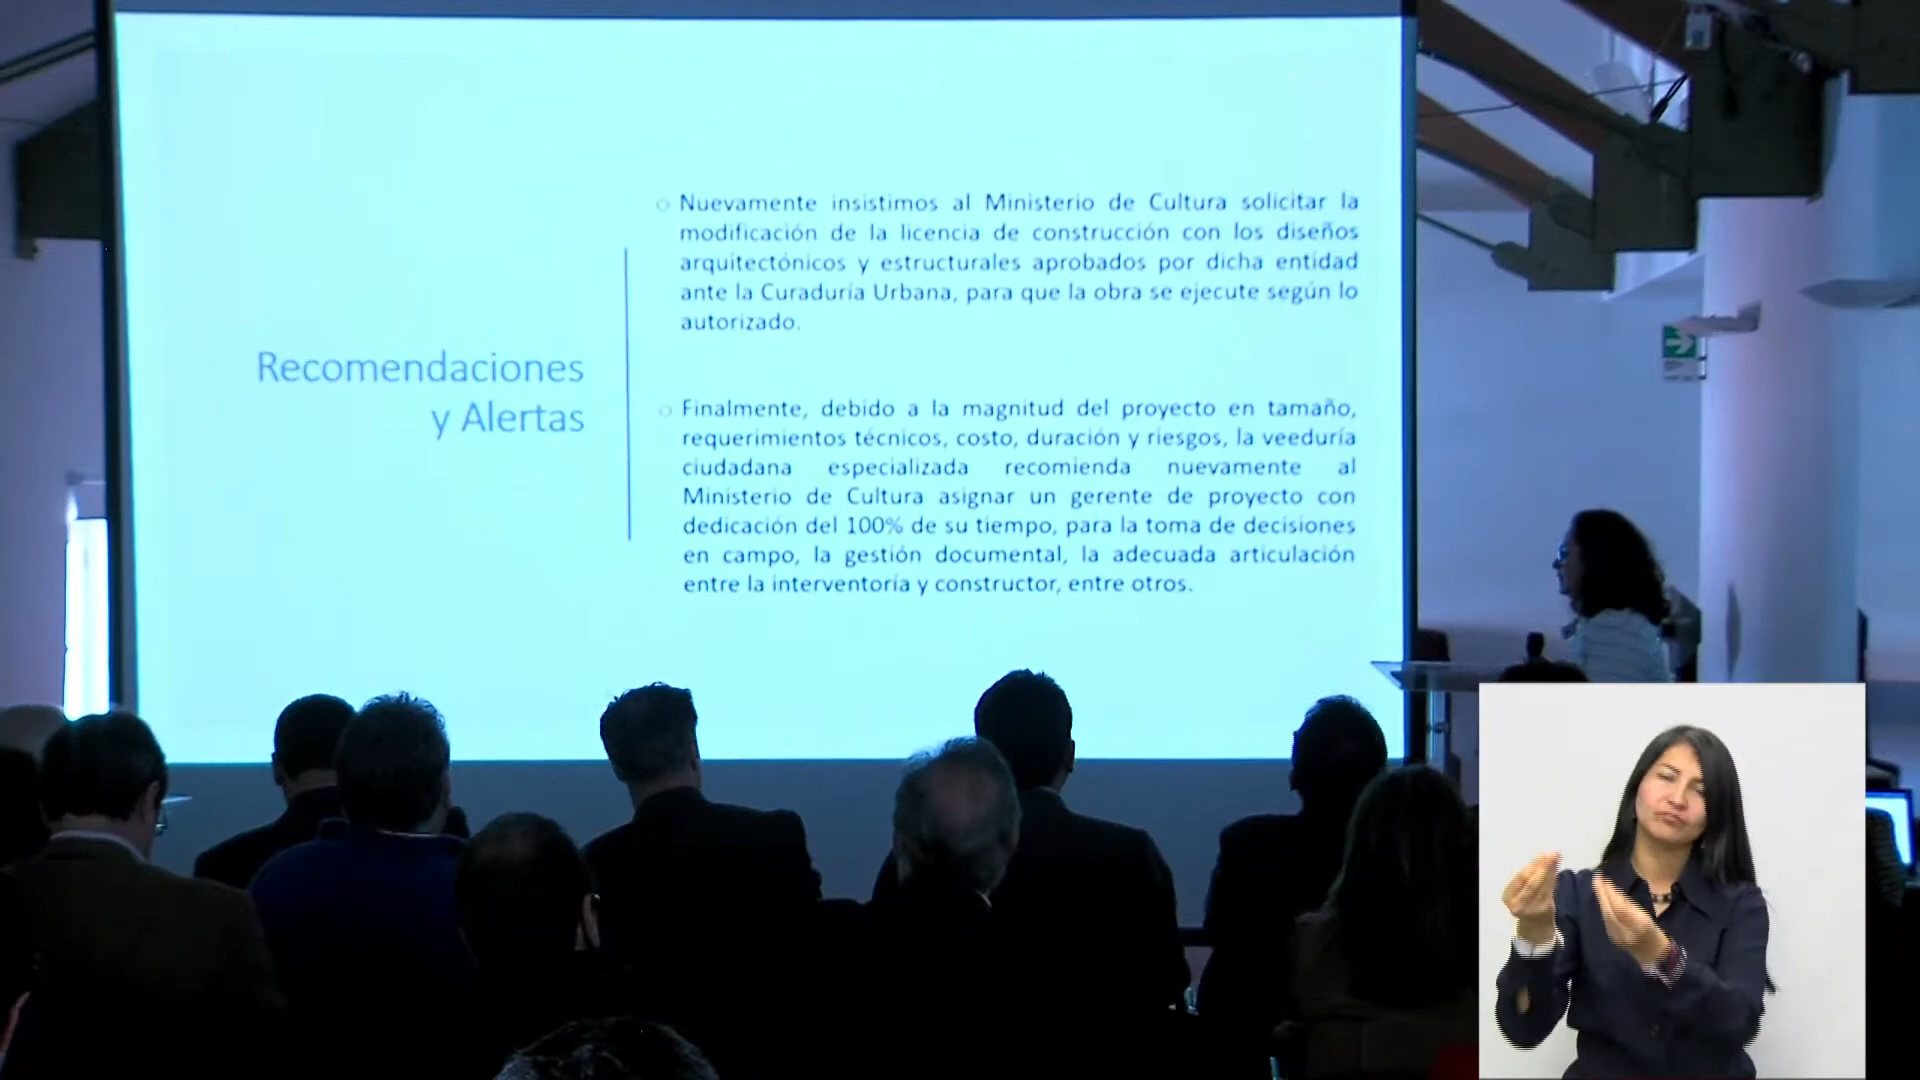 Recomendaciones
y Alertas
Nuevamente insistimos al Ministerio de Cultura solicitar la
modificación de la licencia de construcción con los diseños
arquitectónicos y estructurales aprobados por dicha entidad
ante la Curaduría Urbana, para que la obra se ejecute según lo
autorizado.
Finalmente, debido a la magnitud del proyecto en tamaño,
requerimientos técnicos, costo, duración y riesgos, la veeduría
ciudadana especializada recomienda nuevamente al
Ministerio de Cultura asignar un gerente de proyecto con
dedicación del 100% de su tiempo, para la toma de decisiones
en campo, la gestión documental, la adecuada articulación
entre la interventoría y constructor, entre otros.